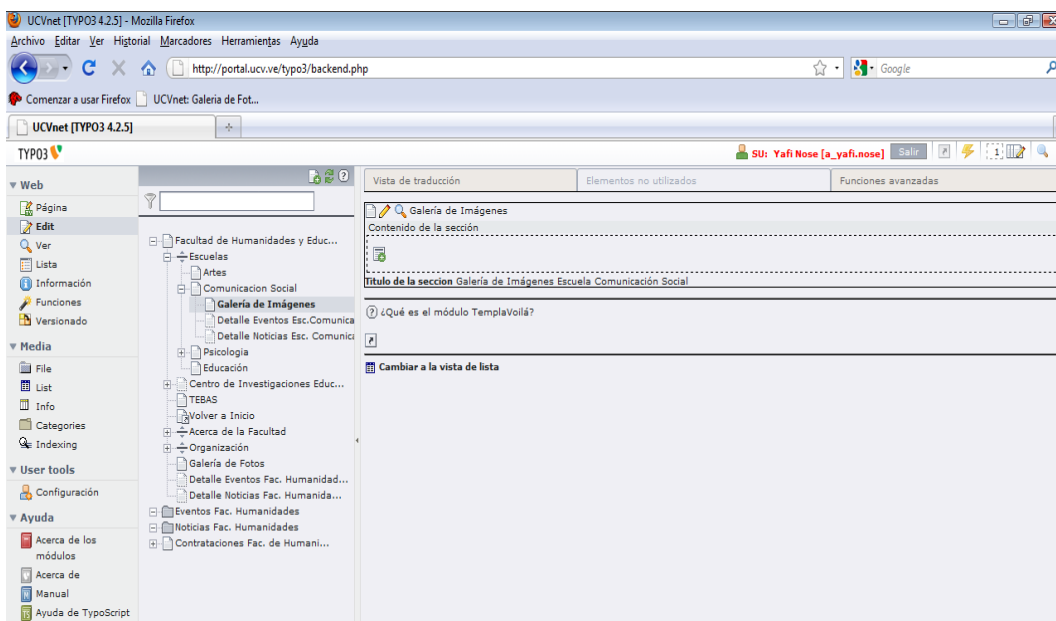 UCVnet [TYPO3 4.2.5] - Mozilla Firefox
Archivo Editar Ver Historial Marcadores Herramientas Ayuda
http://portal.ucv.ve/typo3/backend.php
Google
Comenzar a usar Firefox UCVnet: Galeria de Fot...
UCVnet [TYPO3 4.2.5]
TYPO3
SU: Yafi Nose [a_yafi.nose] Salir 1
Web
Página
Edit
Ver
Lista
Información
Funciones
Versionado
Media
File
List
Info
Categories
Indexing
User tools
Configuración
Ayuda
Acerca de los
módulos
Acerca de
Manual
Ayuda de TypoScript
Facultad de Humanidades y Educ...
Escuelas
Artes
Comunicacion Social
Galería de Imágenes
Detalle Eventos Esc.Comunica
Detalle Noticias Esc. Comunica
Psicologia
Educación
Centro de Investigaciones Educ...
TEBAS
Volver a Inicio
Acerca de la Facultad
Organización
Galería de Fotos
Detalle Eventos Fac. Humanidad...
Detalle Noticias Fac. Humanida...
Eventos Fac. Humanidades
Noticias Fac. Humanidades
Contrataciones Fac. de Humani...
Vista de traducción Elementos no utilizados Funciones avanzadas
Galería de Imágenes
Contenido de la sección
Titulo de la seccion Galería de Imágenes Escuela Comunicación Social
¿Qué es el módulo TemplaVoilá?
Cambiar a la vista de lista